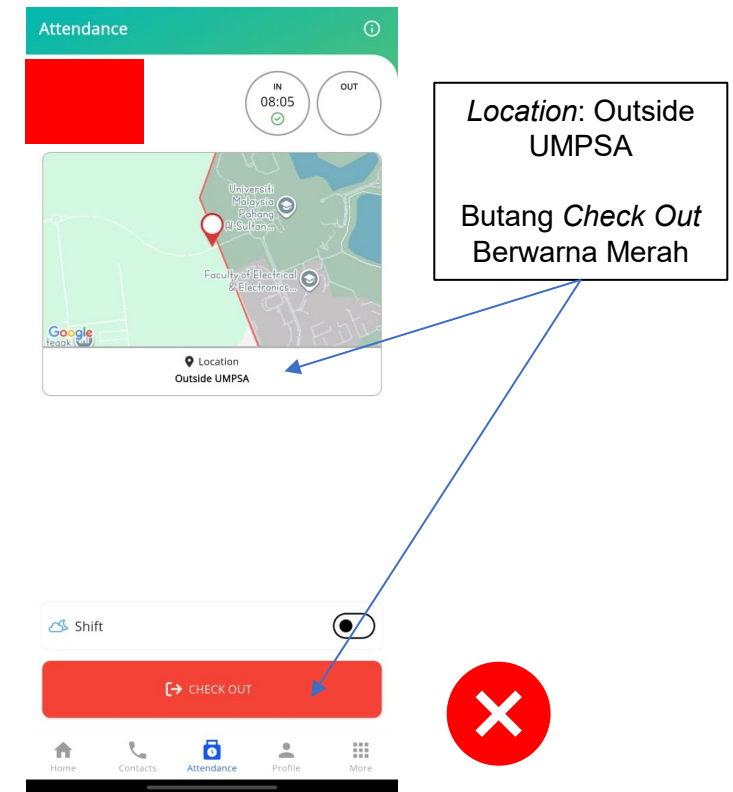 Attendance
IN
08:05
OUT
Location: Outside
UMPSA
Butang Check Out
Berwarna Merah
Universiti
Malaysia
Pahang
Al-Sultan...
Faculty of Electrical
& Electronics...
Google
Location
Outside UMPSA
Shift
CHECK OUT
Home
Contacts
Attendance
Profile
More